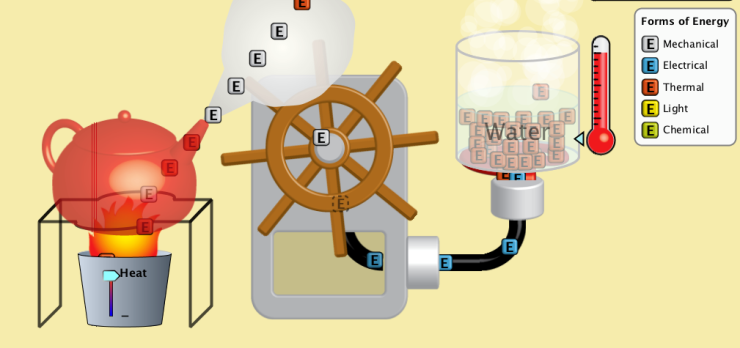 Forms of Energy
E Mechanical
E Electrical
E Thermal
E Light
E Chemical
Water
Heat